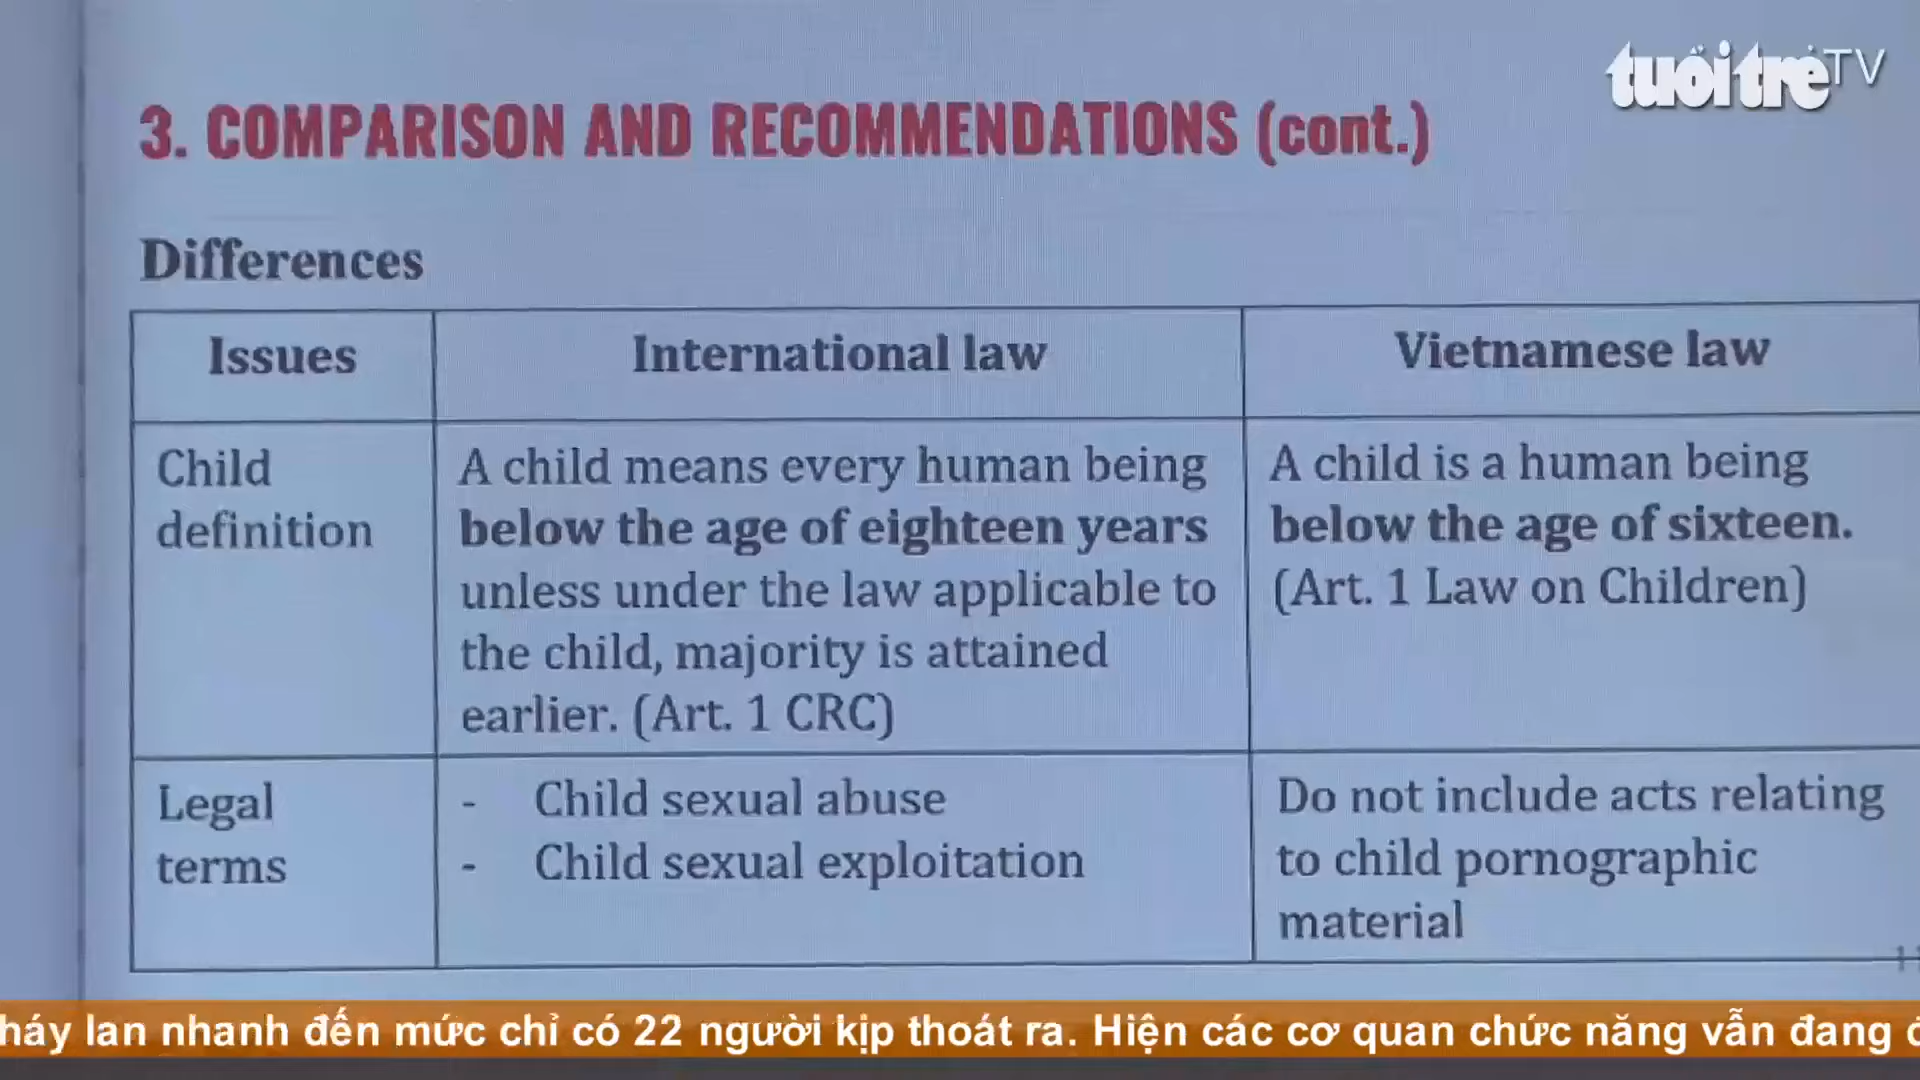 tuổi trẻ TV
3. COMPARISON AND RECOMMENDATIONS (cont.)
Differences
Issues
International law
Vietnamese law
Child
definition
A child means every human being
below the age of eighteen years
unless under the law applicable to
the child, majority is attained
earlier. (Art. 1 CRC)
A child is a human being
below the age of sixteen.
(Art. 1 Law on Children)
Legal
terms
- Child sexual abuse
- Child sexual exploitation
Do not include acts relating
to child pornographic
material
háy lan nhanh đến mức chỉ có 22 người kịp thoát ra. Hiện các cơ quan chức năng vẫn đang